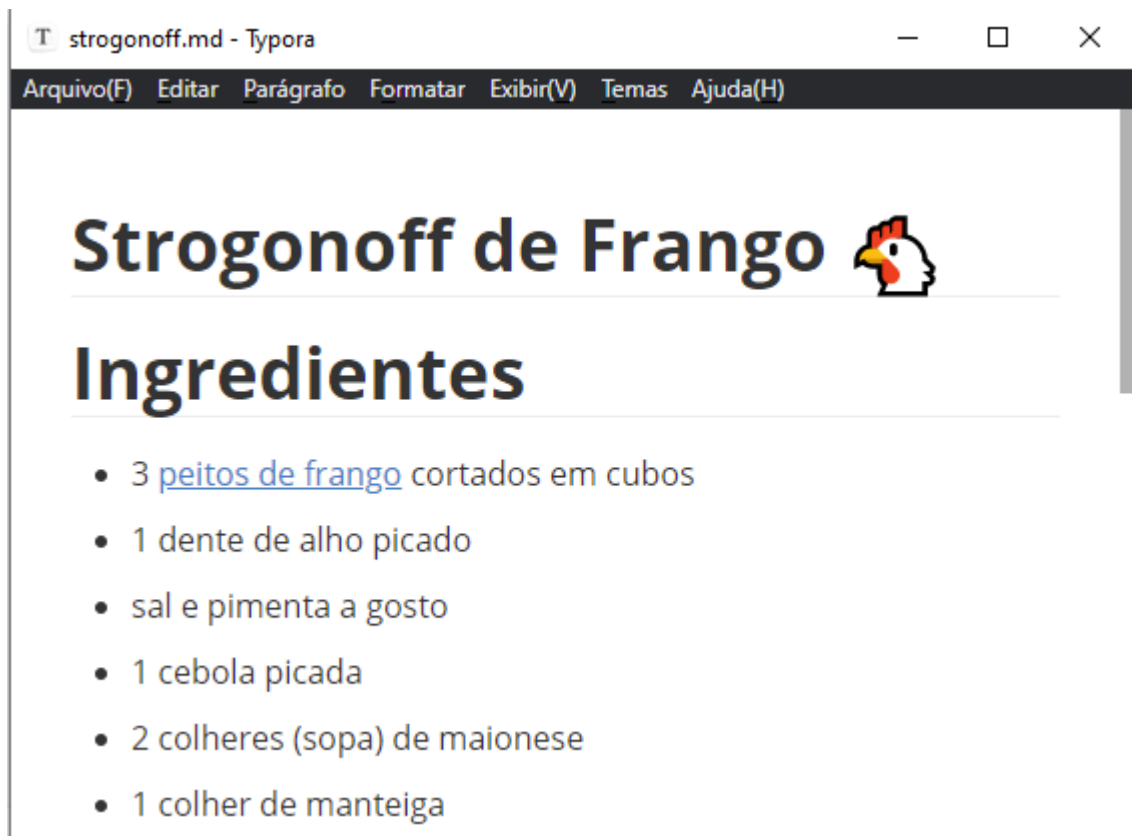 T strogonoff.md - Typora
Arquivo(F) Editar Parágrafo Formatar Exibir(V) Temas Ajuda(H)
Strogonoff de Frango 🐔
Ingredientes
• 3 peitos de frango cortados em cubos
• 1 dente de alho picado
• sal e pimenta a gosto
• 1 cebola picada
• 2 colheres (sopa) de maionese
• 1 colher de manteiga